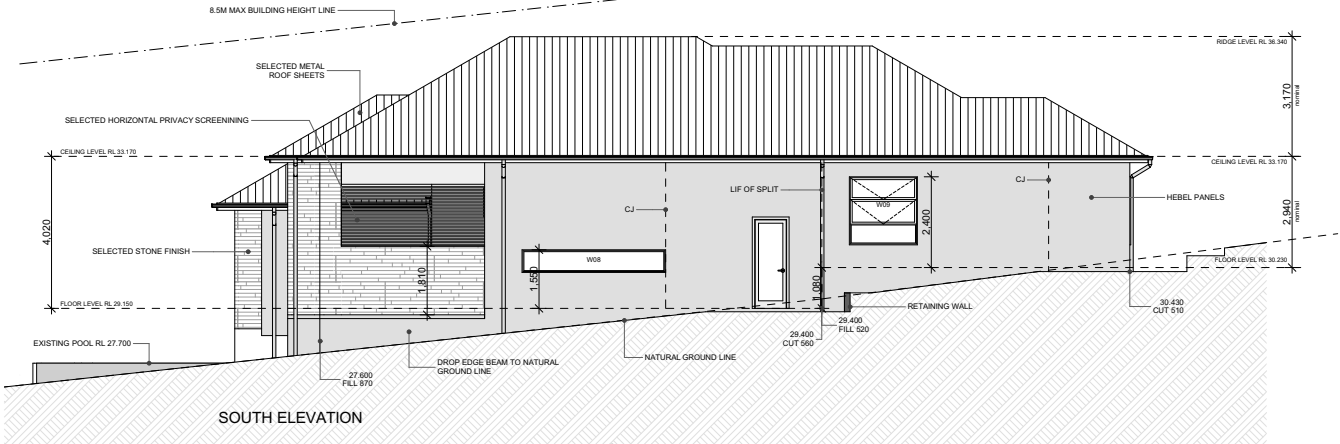 8.5M MAX BUILDING HEIGHT LINE
RIDGE LEVEL RL 36.340
SELECTED METAL
ROOF SHEETS
3,170
nominal
SELECTED HORIZONTAL PRIVACY SCREENINING
CEILING LEVEL RL 33.170
CEILING LEVEL RL 33.170
LIF OF SPLIT
CJ
HEBEL PANELS
W09
2,400
2,940
nominal
CJ
4,020
SELECTED STONE FINISH
1,810
1,550
W08
1,080
FLOOR LEVEL RL 30.230
FLOOR LEVEL RL 29.150
RETAINING WALL
30.430
CUT 510
29.400
FILL 520
29.400
CUT 560
EXISTING POOL RL 27.700
DROP EDGE BEAM TO NATURAL
GROUND LINE
NATURAL GROUND LINE
27.600
FILL 870
SOUTH ELEVATION